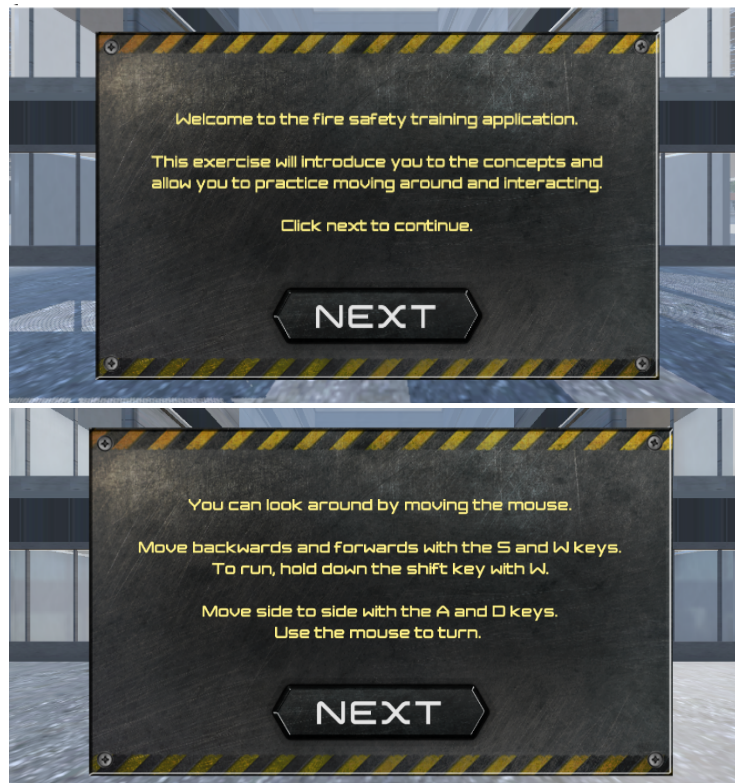 Welcome to the fire safety training application.
This exercise will introduce you to the concepts and
allow you to practice moving around and interacting.
Click next to continue.
NEXT
You can look around by moving the mouse.
Move backwards and forwards with the S and W keys.
To run, hold down the shift key with W.
Move side to side with the A and D keys.
Use the mouse to turn.
NEXT